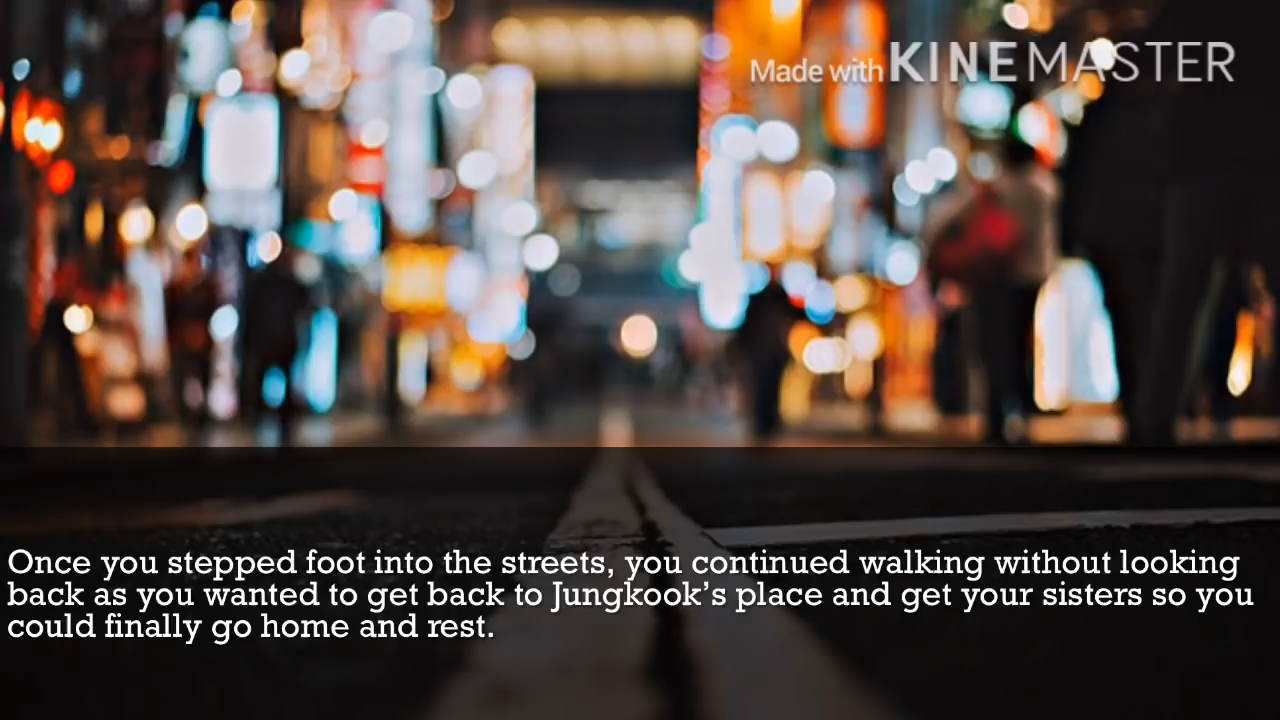 Made with KINEMASTER
Once you stepped foot into the streets, you continued walking without looking
back as you wanted to get back to Jungkook’s place and get your sisters so you
could finally go home and rest.